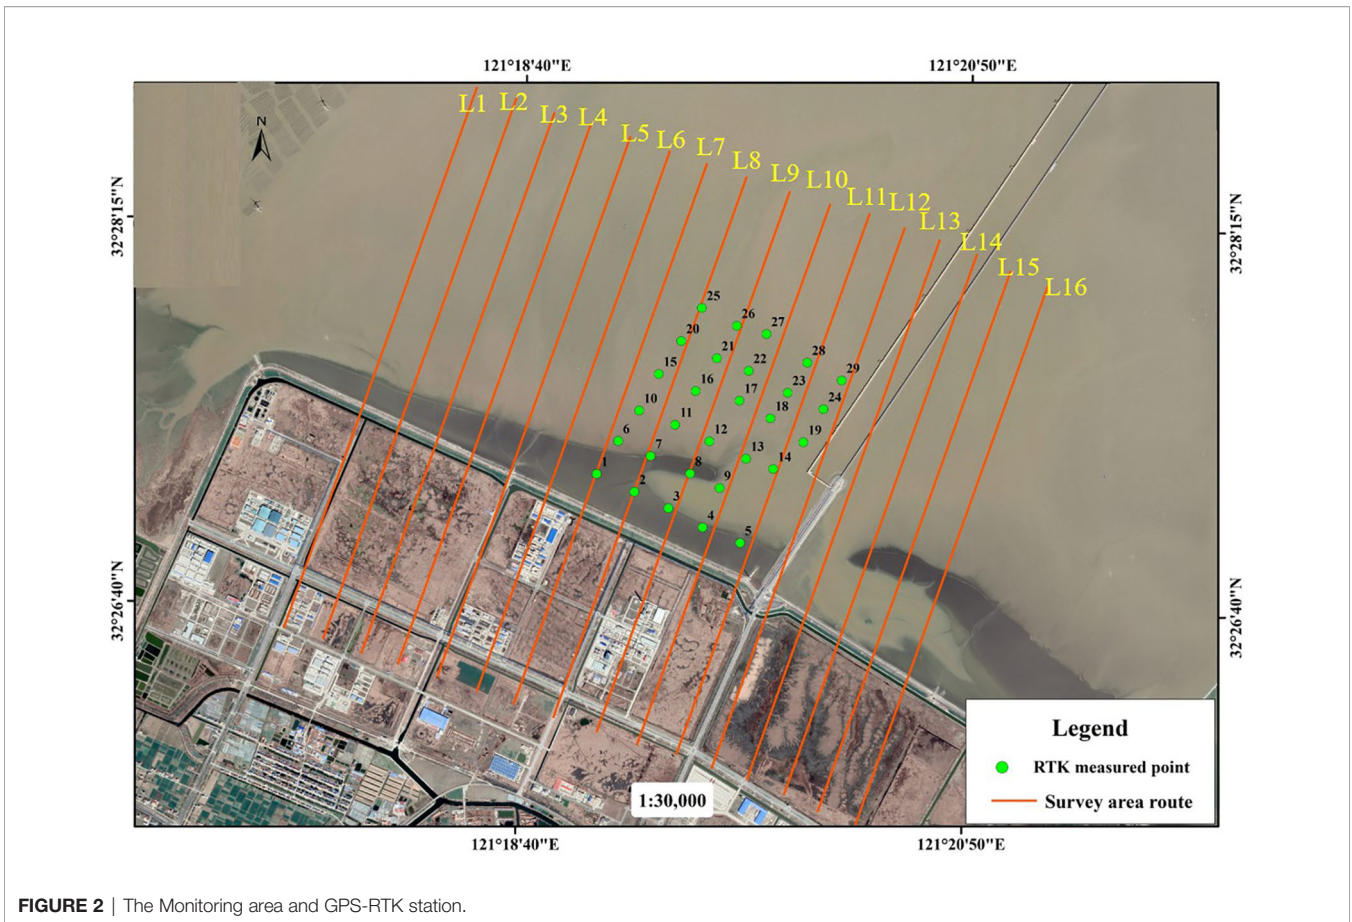 121°18'40"E
121°20'50"E
L1
L2
L3
L4
L5
L6
L7
L8
L9
L10
L11
L12
L13
L14
L15
L16
N
32°28'15"N
32°28'15"N
25
26
27
20
21
28
22
15
29
16
23
17
10
24
18
11
6
12
19
7
13
1
8
14
2
9
3
4
5
32°26'40"N
32°26'40"N
Legend
RTK measured point
Survey area route
1:30,000
121°18'40"E
121°20'50"E
FIGURE 2 | The Monitoring area and GPS-RTK station.